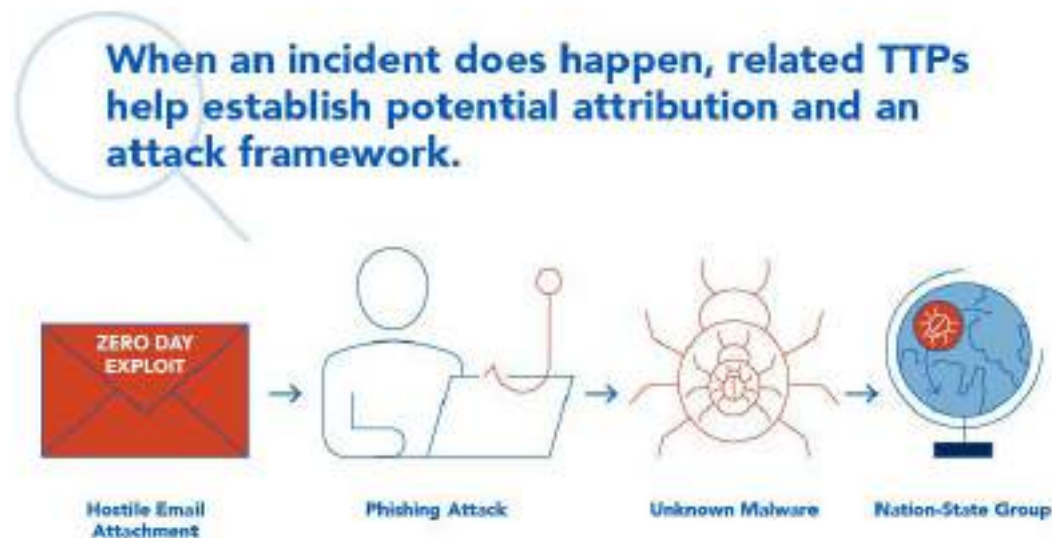 When an incident does happen, related TTPs
help establish potential attribution and an
attack framework.
ZERO DAY
EXPLOIT
Hostile Email
Attachment
Phishing Attack
Unknown Malware
Nation-State Group